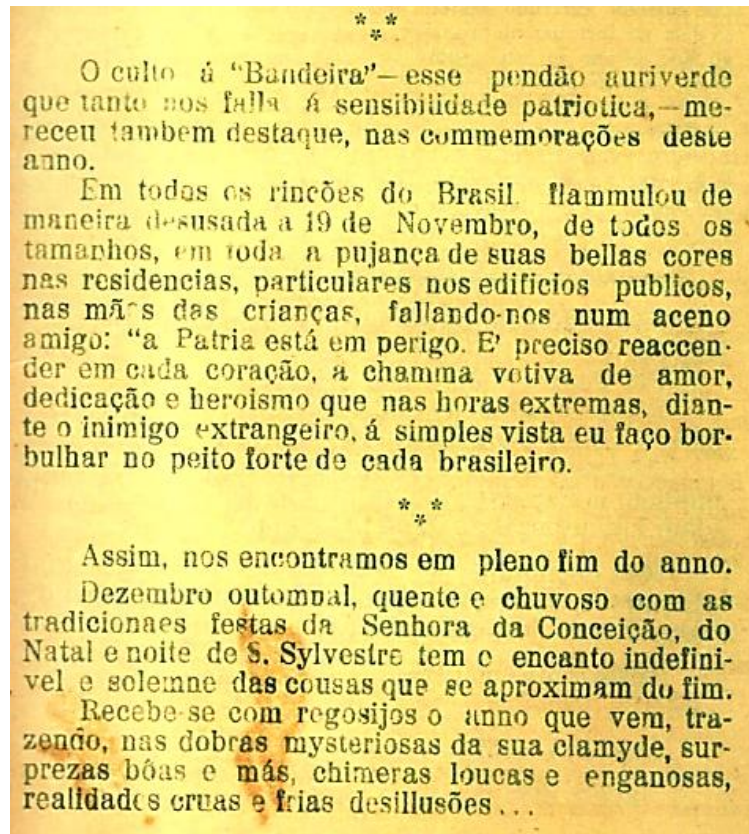 * * *
O culto á "Bandeira"— esse pendão auriverde
que tanto nos falla á sensibilidade patriotica,—me-
receu tambem destaque, nas commemorações deste
anno.
Em todos os rincões do Brasil flammulou de
maneira desusada a 19 de Novembro, de todos os
tamanhos, em toda a pujança de suas bellas cores
nas residencias, particulares nos edificios publicos,
nas mãos das crianças, fallando-nos num aceno
amigo: "a Patria está em perigo. E' preciso reaccen-
der em cada coração, a chamma votiva de amor,
dedicação e heroismo que nas horas extremas, dian-
te o inimigo extrangeiro, á simples vista eu faço bor-
bulhar no peito forte de cada brasileiro.
* * *
Assim, nos encontramos em pleno fim do anno.
Dezembro outomnal, quente e chuvoso com as
tradicionaes festas da Senhora da Conceição, do
Natal e noite de S. Sylvestre tem o encanto indefini-
vel e solemne das cousas que se aproximam do fim.
Recebe-se com regosijos o anno que vem, tra-
zendo, nas dobras mysteriosas da sua clamyde, sur-
prezas bôas e más, chimeras loucas e enganosas,
realidades cruas e frias desillusões...